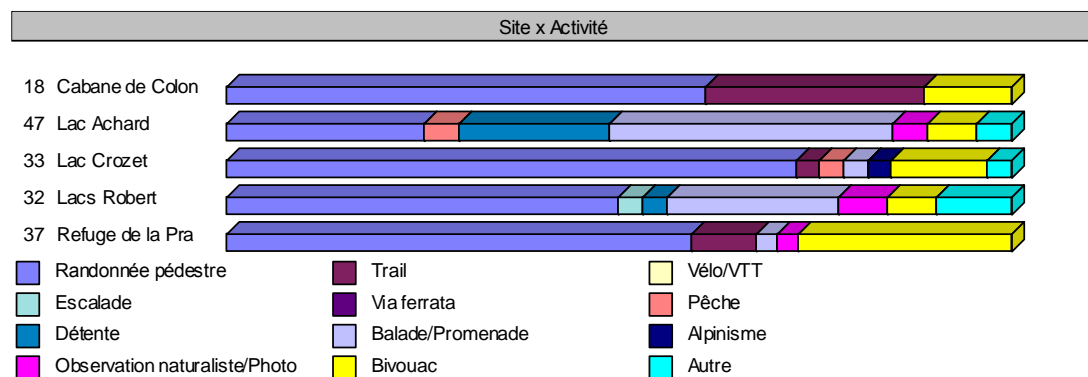 Site x Activité
18 Cabane de Colon
47 Lac Achard
33 Lac Crozet
32 Lacs Robert
37 Refuge de la Pra
Randonnée pédestre Trail Vélo/VTT
Escalade Via ferrata Pêche
Détente Balade/Promenade Alpinisme
Observation naturaliste/Photo Bivouac Autre